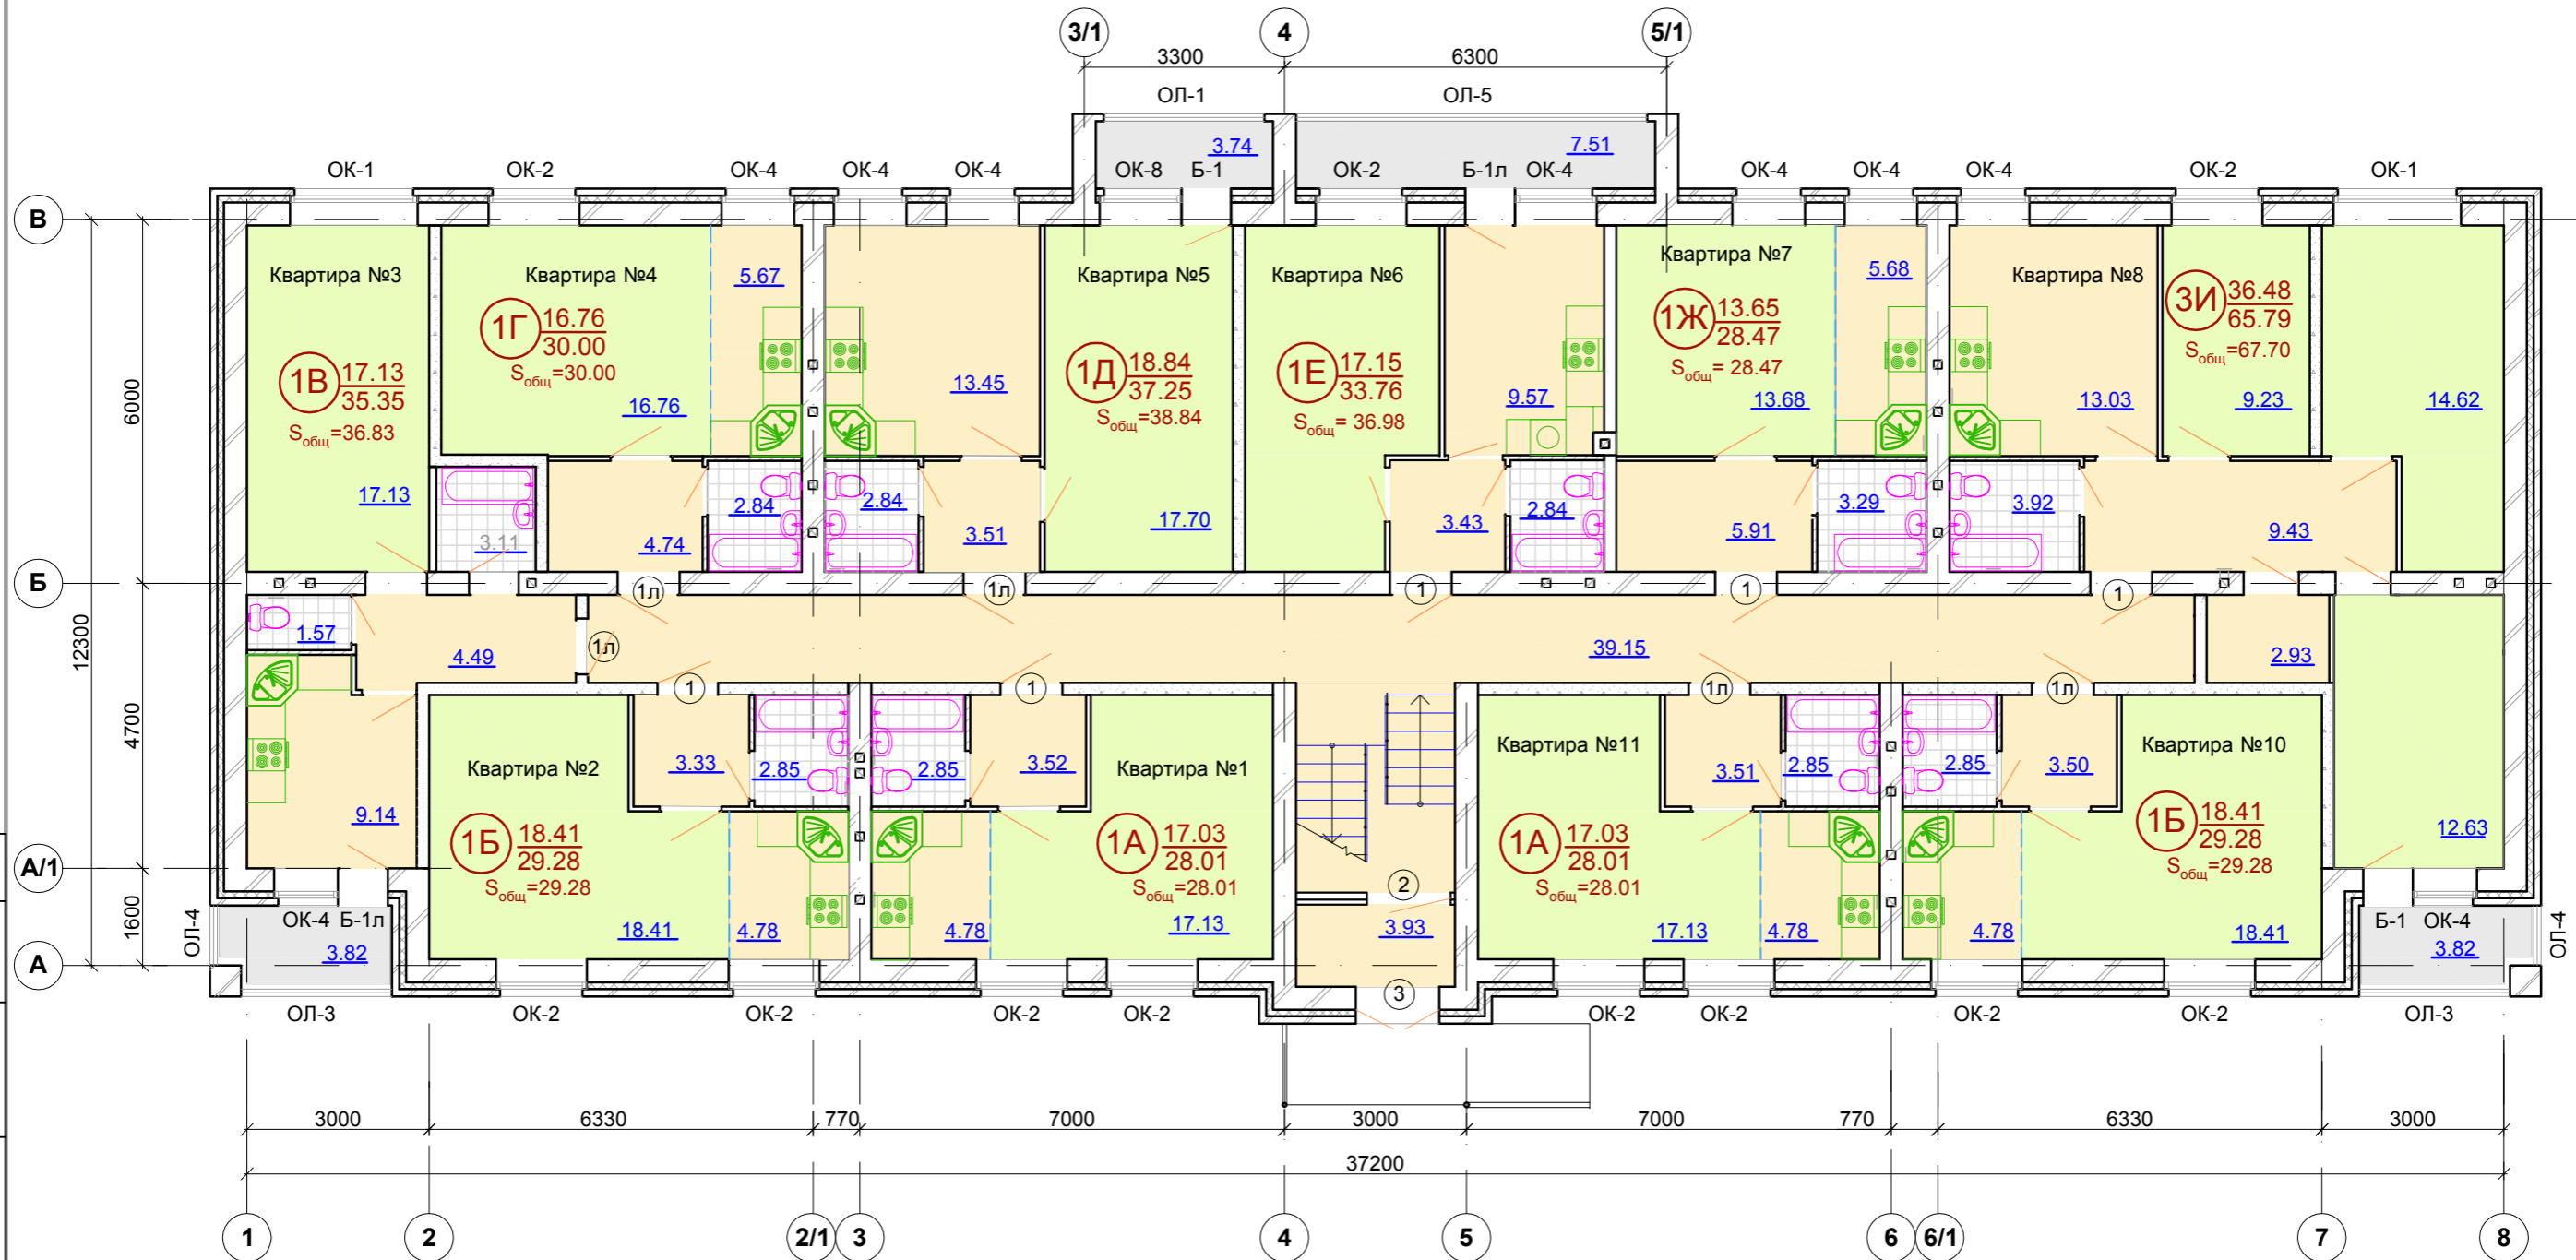 3/1 4 5/1
3300 6300
ОЛ-1 ОЛ-5
3.74 7.51
ОК-1 ОК-2 ОК-4 ОК-4 ОК-4 ОК-8 Б-1 ОК-2 Б-1л ОК-4 ОК-4 ОК-4 ОК-4 ОК-2 ОК-1
В
Квартира №3
1В 17.13
35.35
Sобщ=36.83
17.13
3.11
Квартира №4
1Г 16.76
30.00
Sобщ=30.00
16.76
5.67
4.74
2.84
13.45
2.84
3.51
Квартира №5
1Д 18.84
37.25
Sобщ=38.84
17.70
Квартира №6
1Е 17.15
33.76
Sобщ= 36.98
9.57
3.43
2.84
Квартира №7
1Ж 13.65
28.47
Sобщ= 28.47
13.68
5.68
5.91
3.29
Квартира №8
3И 36.48
65.79
Sобщ=67.70
13.03
9.23
14.62
3.92
9.43
6000
12300
4700
1600
Б
1л 1л 1 1 1
1.57
4.49
1л
39.15
2.93
1 1 1л 1л
9.14
Квартира №2
3.33
2.85
1Б 18.41
29.28
Sобщ=29.28
18.41
4.78
2.85
3.52
Квартира №1
1А 17.03
28.01
Sобщ=28.01
4.78
17.13
2
3.93
3
Квартира №11
3.51
2.85
1А 17.03
28.01
Sобщ=28.01
17.13
4.78
2.85
3.50
Квартира №10
1Б 18.41
29.28
Sобщ=29.28
4.78
18.41
12.63
А/1
ОЛ-4
ОК-4 Б-1л
3.82
Б-1 ОК-4
3.82
ОЛ-4
А
ОЛ-3 ОК-2 ОК-2 ОК-2 ОК-2 ОК-2 ОК-2 ОК-2 ОК-2 ОЛ-3
3000 6330 770 7000 3000 7000 770 6330 3000
37200
1 2 2/1 3 4 5 6 6/1 7 8